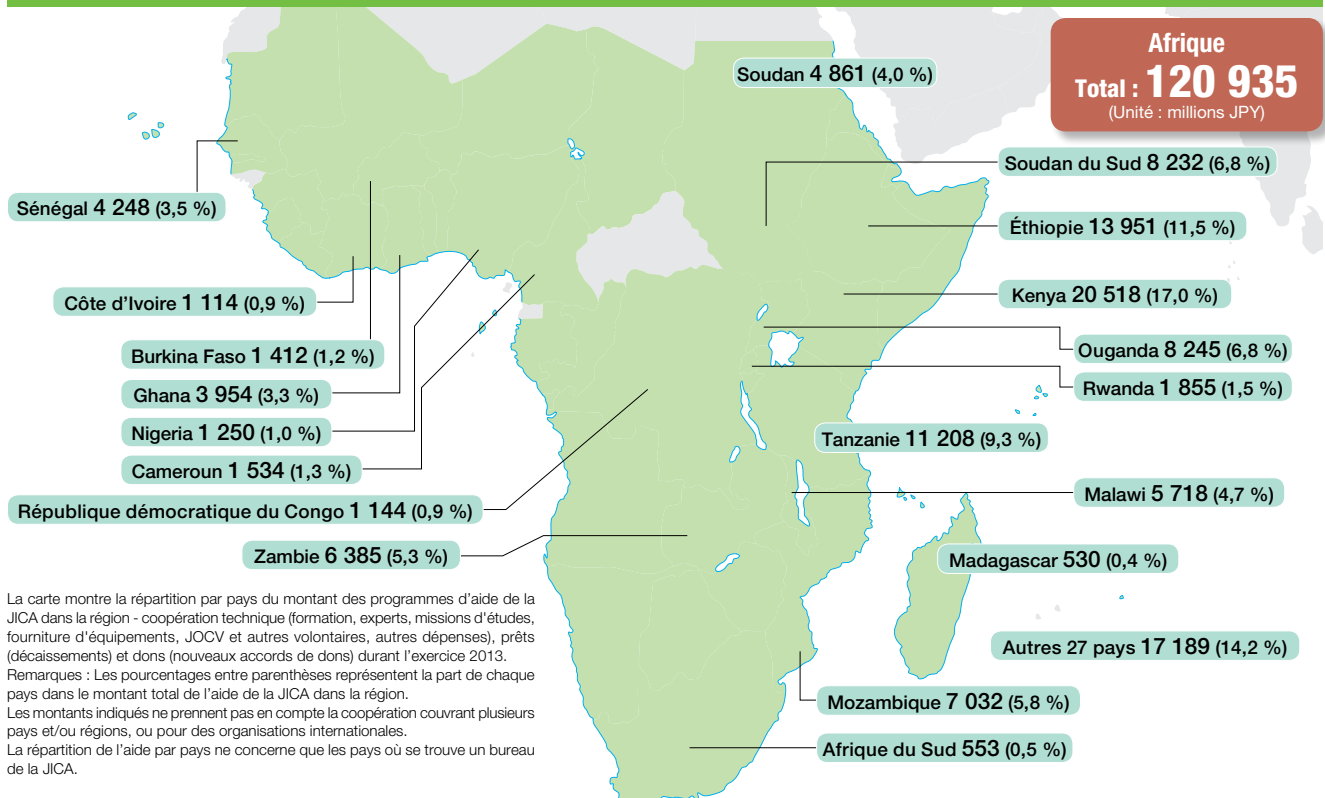 Afrique
Total : 120 935
(Unité : millions JPY)
Soudan 4 861 (4,0 %)
Soudan du Sud 8 232 (6,8 %)
Sénégal 4 248 (3,5 %)
Éthiopie 13 951 (11,5 %)
Côte d’Ivoire 1 114 (0,9 %)
Kenya 20 518 (17,0 %)
Burkina Faso 1 412 (1,2 %)
Ouganda 8 245 (6,8 %)
Ghana 3 954 (3,3 %)
Rwanda 1 855 (1,5 %)
Nigeria 1 250 (1,0 %)
Tanzanie 11 208 (9,3 %)
Cameroun 1 534 (1,3 %)
Malawi 5 718 (4,7 %)
République démocratique du Congo 1 144 (0,9 %)
Zambie 6 385 (5,3 %)
Madagascar 530 (0,4 %)
Autres 27 pays 17 189 (14,2 %)
Mozambique 7 032 (5,8 %)
Afrique du Sud 553 (0,5 %)
La carte montre la répartition par pays du montant des programmes d’aide de la
JICA dans la région - coopération technique (formation, experts, missions d'études,
fourniture d'équipements, JOCV et autres volontaires, autres dépenses), prêts
(décaissements) et dons (nouveaux accords de dons) durant l’exercice 2013.
Remarques : Les pourcentages entre parenthèses représentent la part de chaque
pays dans le montant total de l’aide de la JICA dans la région.
Les montants indiqués ne prennent pas en compte la coopération couvrant plusieurs
pays et/ou régions, ou pour des organisations internationales.
La répartition de l’aide par pays ne concerne que les pays où se trouve un bureau
de la JICA.